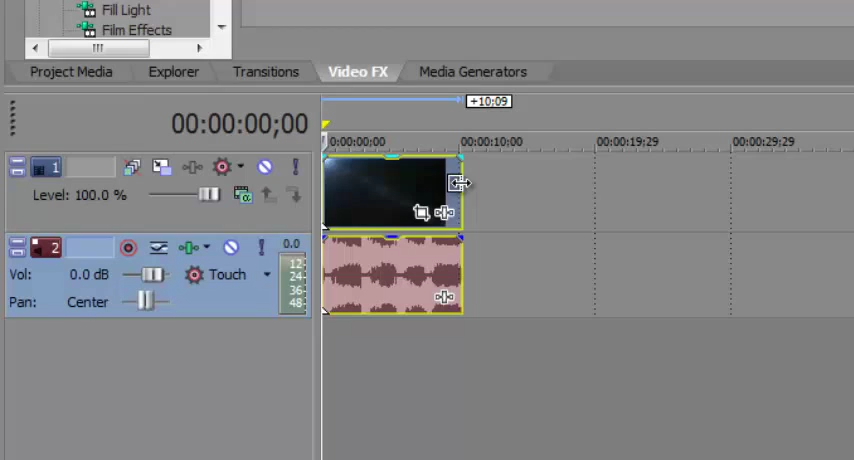 Fill Light
Film Effects
Project Media Explorer Transitions Video FX Media Generators
+10;09
00:00:00;00
0:00:00;00 00:00:10;00 00:00:19;29 00:00:29;29
1
Level: 100.0 %
2 0.0
Vol: 0.0 dB Touch
Pan: Center
12
24
36
48